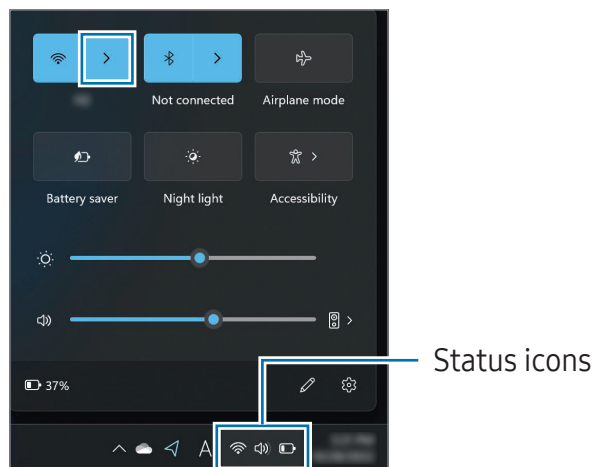 Not connected
Airplane mode
Battery saver
Night light
Accessibility
Status icons
37%
A